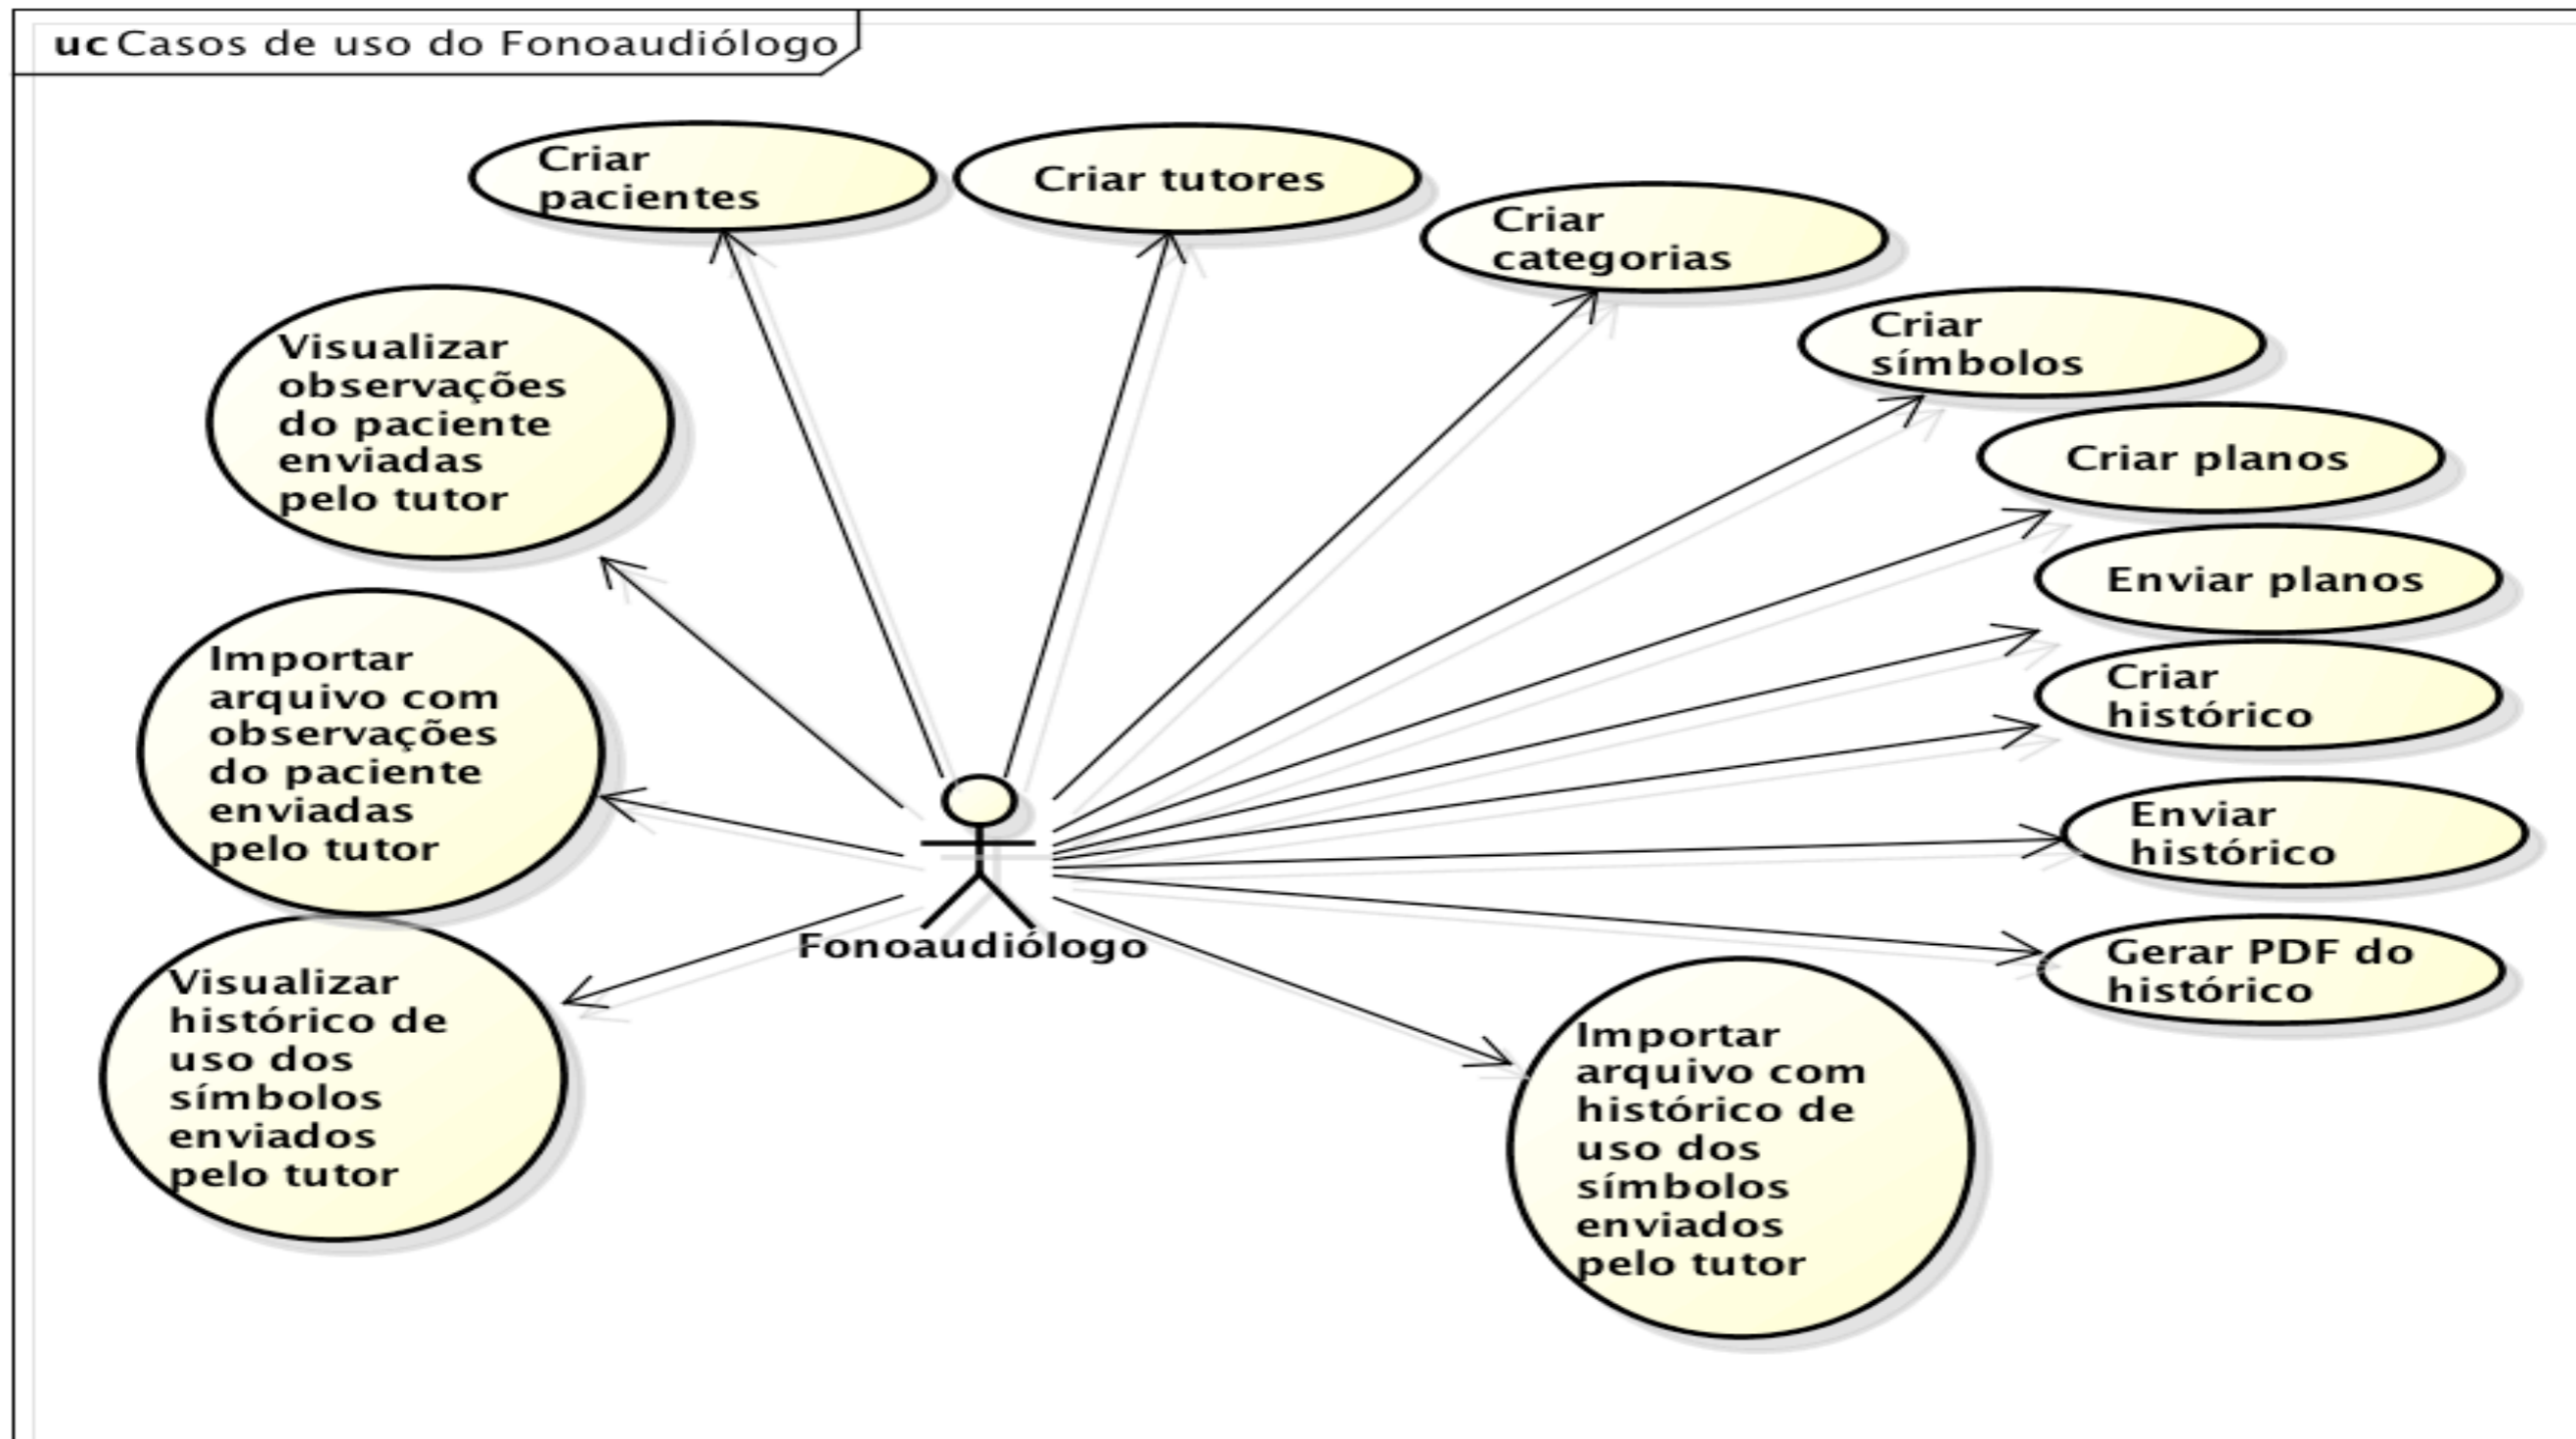 uc Casos de uso do Fonoaudiólogo
Criar
pacientes
Criar tutores
Criar
categorias
Criar
símbolos
Criar planos
Enviar planos
Criar
histórico
Enviar
histórico
Gerar PDF do
histórico
Visualizar
observações
do paciente
enviadas
pelo tutor
Importar
arquivo com
observações
do paciente
enviadas
pelo tutor
Visualizar
histórico de
uso dos
símbolos
enviados
pelo tutor
Fonoaudiólogo
Importar
arquivo com
histórico de
uso dos
símbolos
enviados
pelo tutor